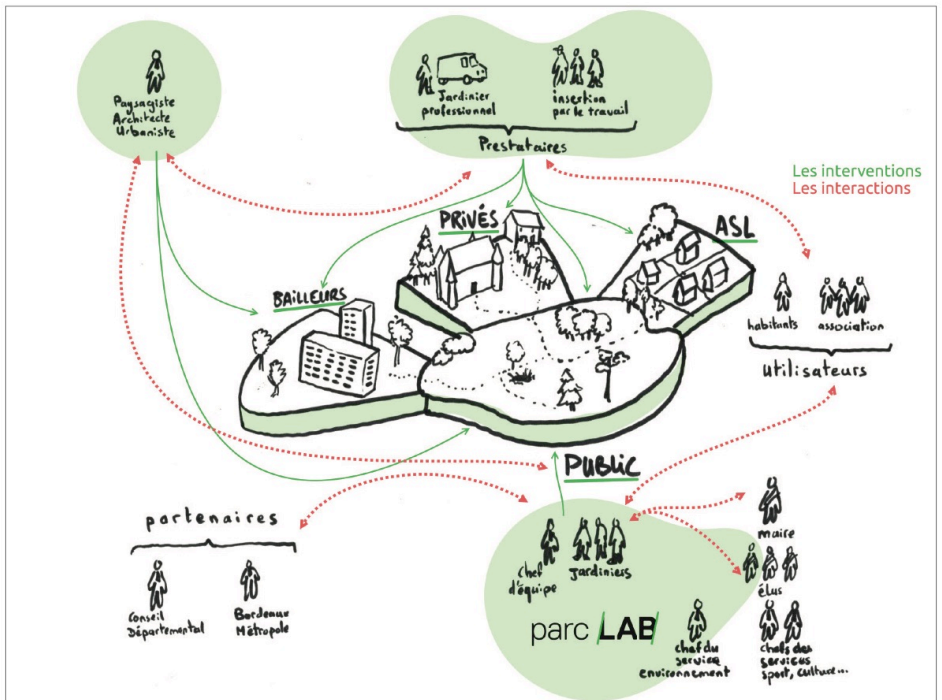 Paysagiste
Architecte
Urbaniste
Jardinier
professionnel
insertion
par le travail
Prestataires
Les interventions
Les interactions
PRIVÉS
ASL
BAILLEURS
habitants
association
utilisateurs
PUBLIC
partenaires
Conseil
Départemental
Bordeaux
Métropole
chef
d'équipe
Jardiniers
maire
élus
parc LAB
chef du
service
environnement
chefs des
services
sport, culture...